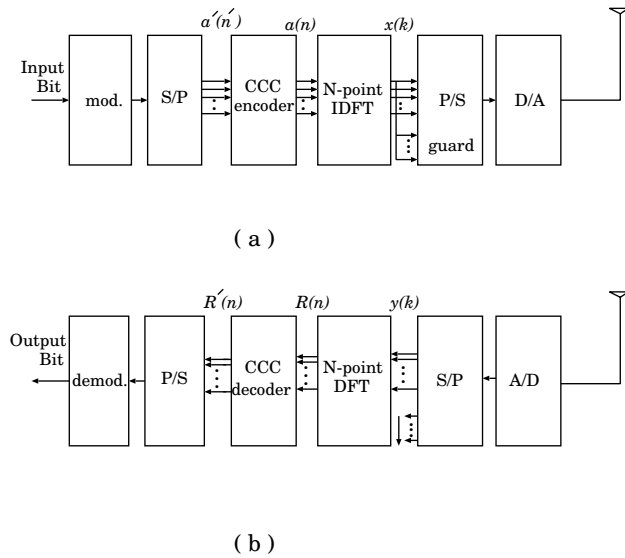 a′(n′) a(n) x(k)
Input
Bit
mod.
S/P
CCC
encoder
N-point
IDFT
P/S
guard
D/A
( a )
R′(n) R(n) y(k)
Output
Bit
demod.
P/S
CCC
decoder
N-point
DFT
S/P
A/D
( b )